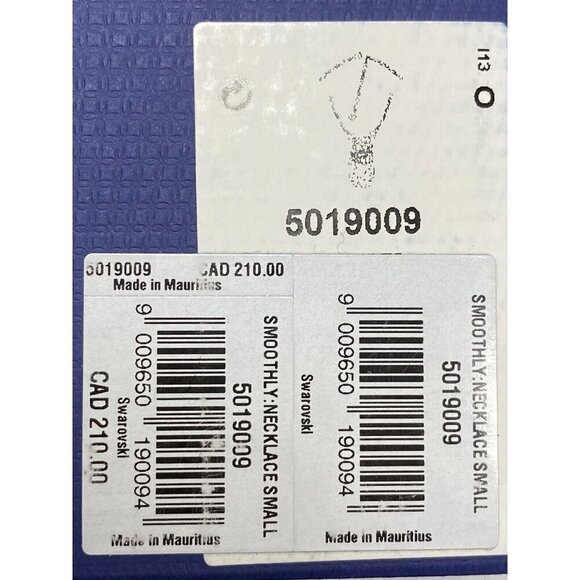 I13
O
5019009
5019009 CAD 210.00
Made in Mauritius
SMOOTHLY:NECKLACE SMALL
5019009
9 009650 190094
Swarovski
CAD 210.00
Made in Mauritius
SMOOTHLY:NECKLACE SMALL
5019009
9 009650 190094
Swarovski
Made in Mauritius